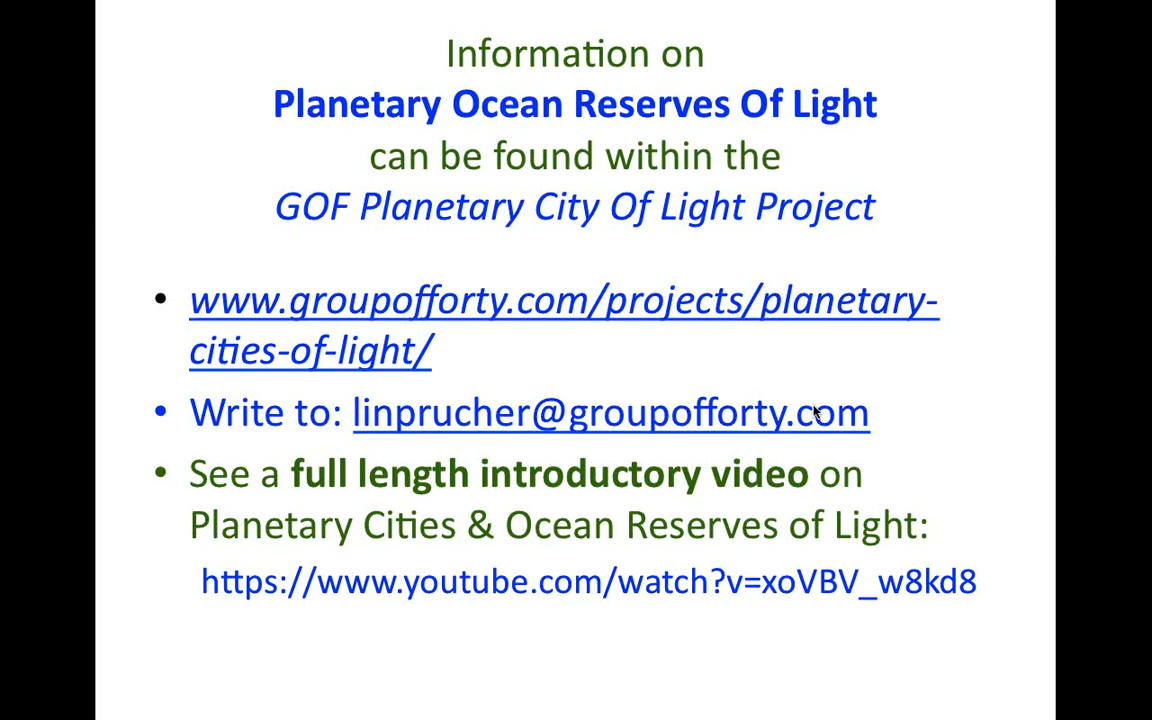 Information on
Planetary Ocean Reserves Of Light
can be found within the
GOF Planetary City Of Light Project
• www.groupofforty.com/projects/planetary-
cities-of-light/
• Write to: linprucher@groupofforty.com
• See a full length introductory video on
Planetary Cities & Ocean Reserves of Light:
https://www.youtube.com/watch?v=xoVBV_w8kd8